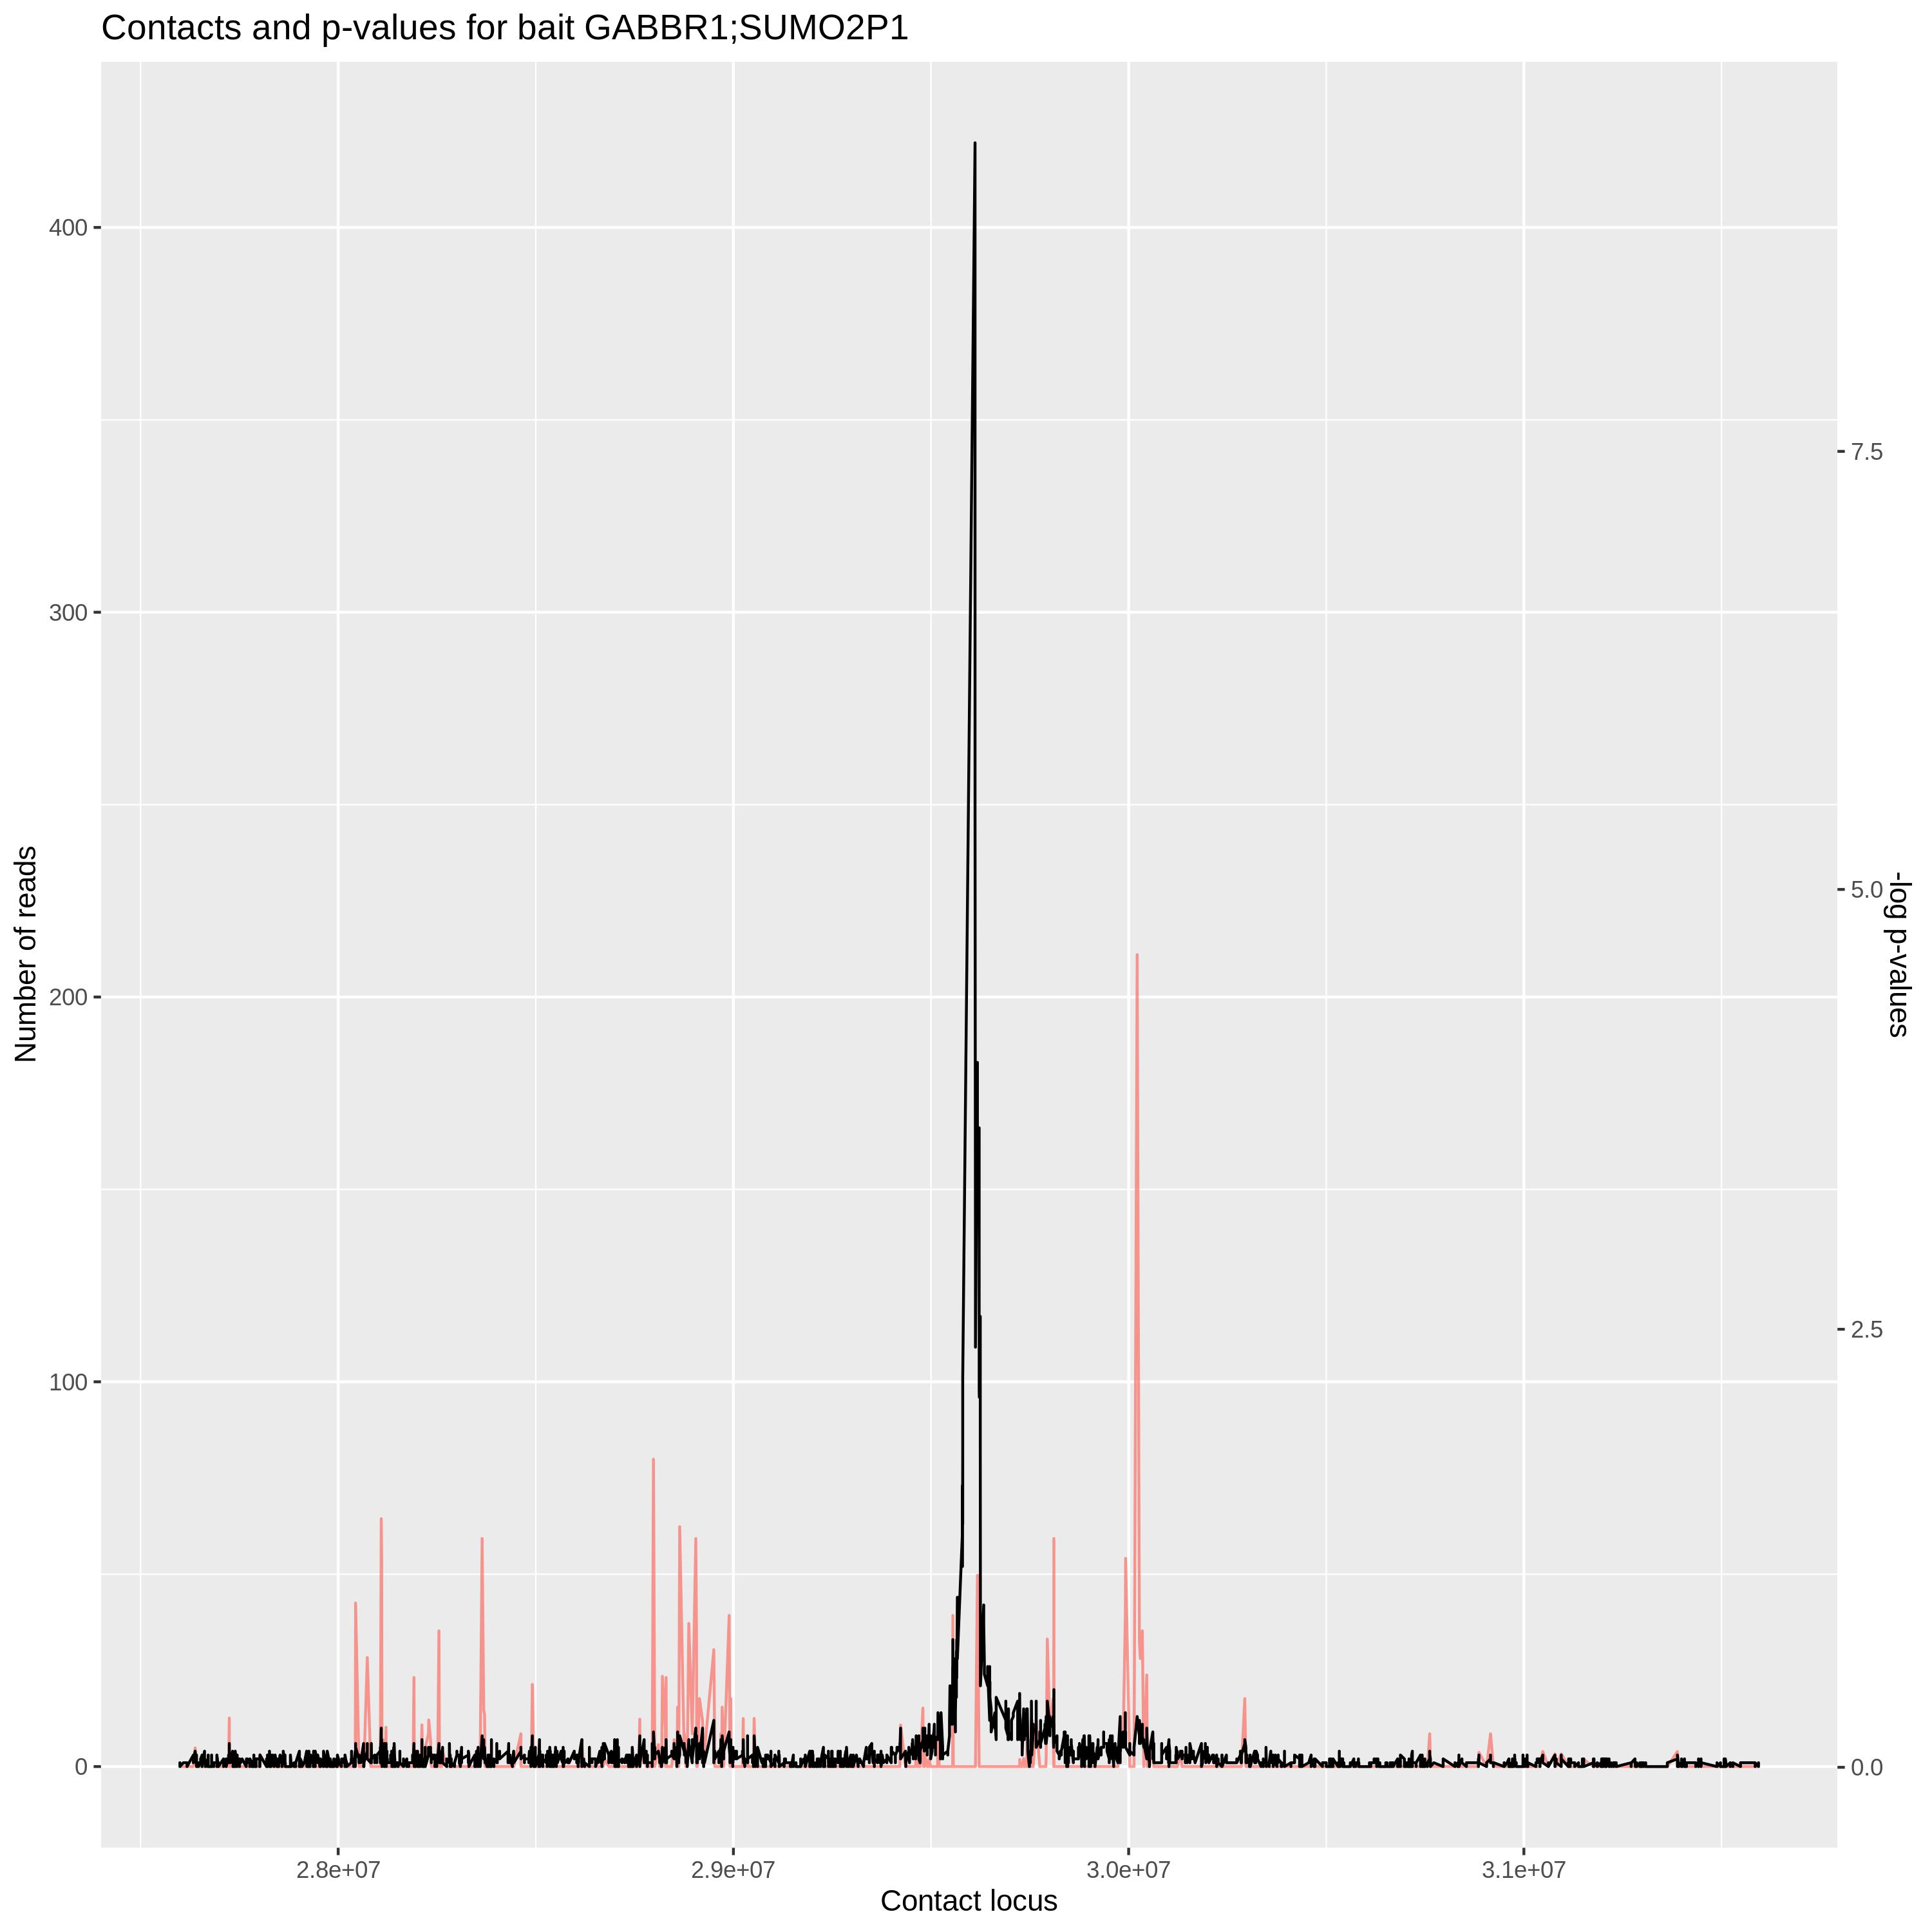 Contacts and p-values for bait GABBR1;SUMO2P1
Number of reads
400
300
200
100
0
7.5
5.0
2.5
0.0
-log p-values
2.8e+07
2.9e+07
3.0e+07
3.1e+07
Contact locus